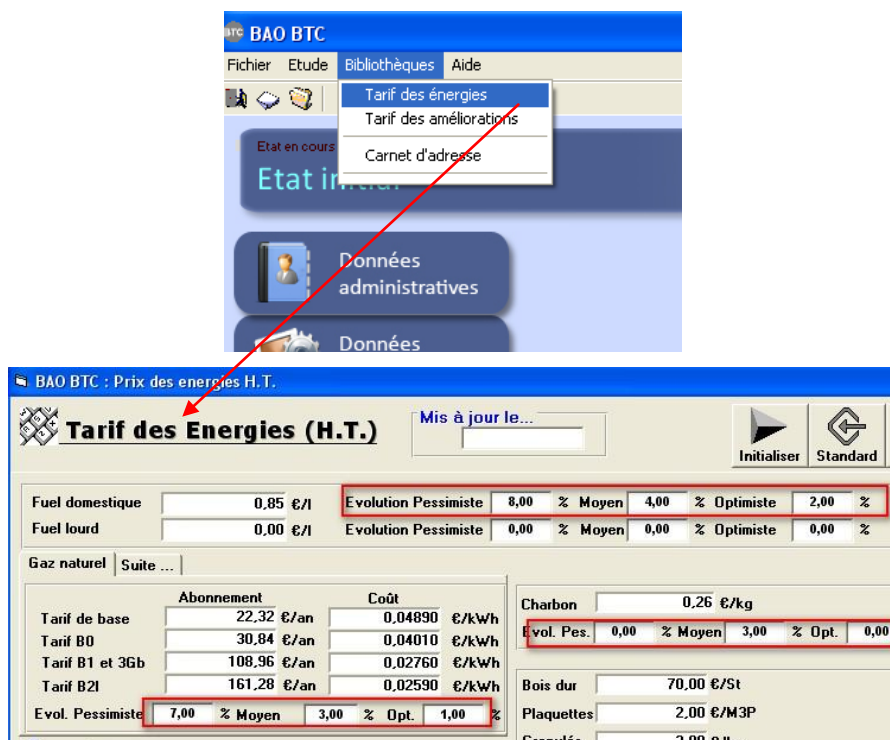 BTC BAO BTC
Fichier Etude Bibliothèques Aide
Tarif des énergies
Tarif des améliorations
Carnet d'adresse
Etat en cours
Etat initial
Données
administratives
Données
BAO BTC : Prix des energies H.T.
Tarif des Energies (H.T.)
Mis à jour le...
Initialiser Standard
Fuel domestique 0,85 €/l Evolution Pessimiste 8,00 % Moyen 4,00 % Optimiste 2,00 %
Fuel lourd 0,00 €/l Evolution Pessimiste 0,00 % Moyen 0,00 % Optimiste 0,00 %
Gaz naturel Suite ...
Abonnement Coût
Tarif de base 22,32 €/an 0,04890 €/kWh
Tarif B0 30,84 €/an 0,04010 €/kWh
Tarif B1 et 3Gb 108,96 €/an 0,02760 €/kWh
Tarif B2I 161,28 €/an 0,02590 €/kWh
Evol. Pessimiste 7,00 % Moyen 3,00 % Opt. 1,00 %
Charbon 0,26 €/kg
Evol. Pes. 0,00 % Moyen 3,00 % Opt. 0,00
Bois dur 70,00 €/St
Plaquettes 2,00 €/M3P